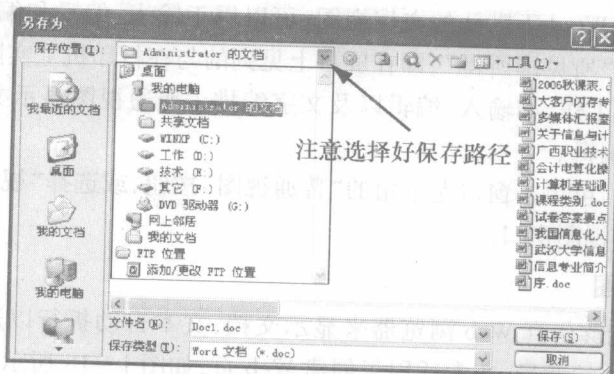 另存为
保存位置(I):
Administrator 的文档
工具(L)
我最近的文档
桌面
我的文档
我的电脑
桌面
我的电脑
Administrator 的文档
共享文档
WINXP (C:)
工作 (D:)
技术 (E:)
其它 (F:)
DVD 驱动器 (G:)
网上邻居
我的文档
FTP 位置
添加/更改 FTP 位置
注意选择好保存路径
2006秋课表.d
大客户闪存专
多媒体汇报室
关于信息与计
广西职业技术
会计电算化操
计算机基础测
课程类别.doc
试卷答案要点
我国信息化人
武汉大学信息
信息专业简介
序.doc
文件名(N):
Doc1.doc
保存(S)
保存类型(T):
Word 文档 (*.doc)
取消